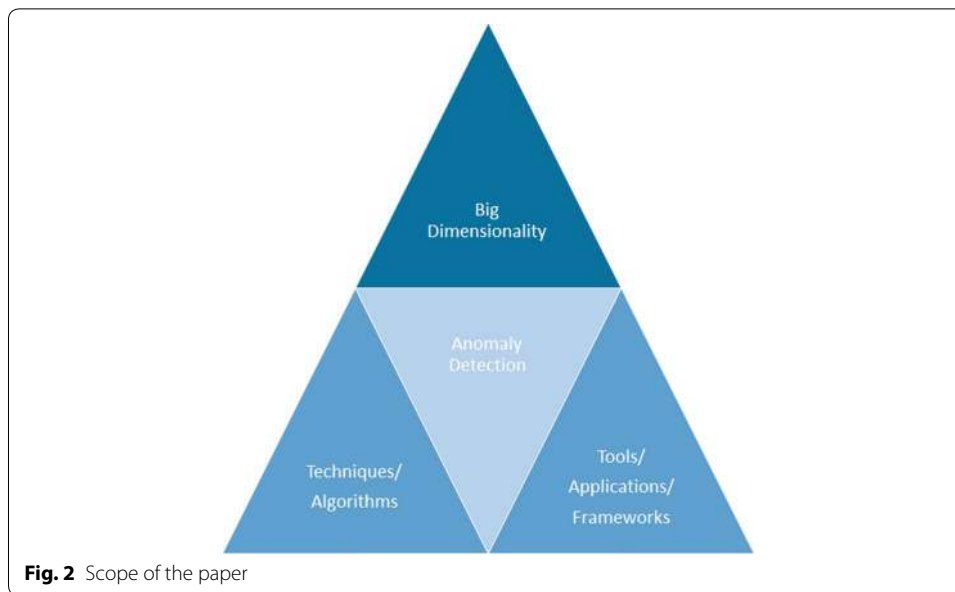 Big
Dimensionality
Anomaly
Detection
Techniques/
Algorithms
Tools/
Applications/
Frameworks
Fig. 2 Scope of the paper